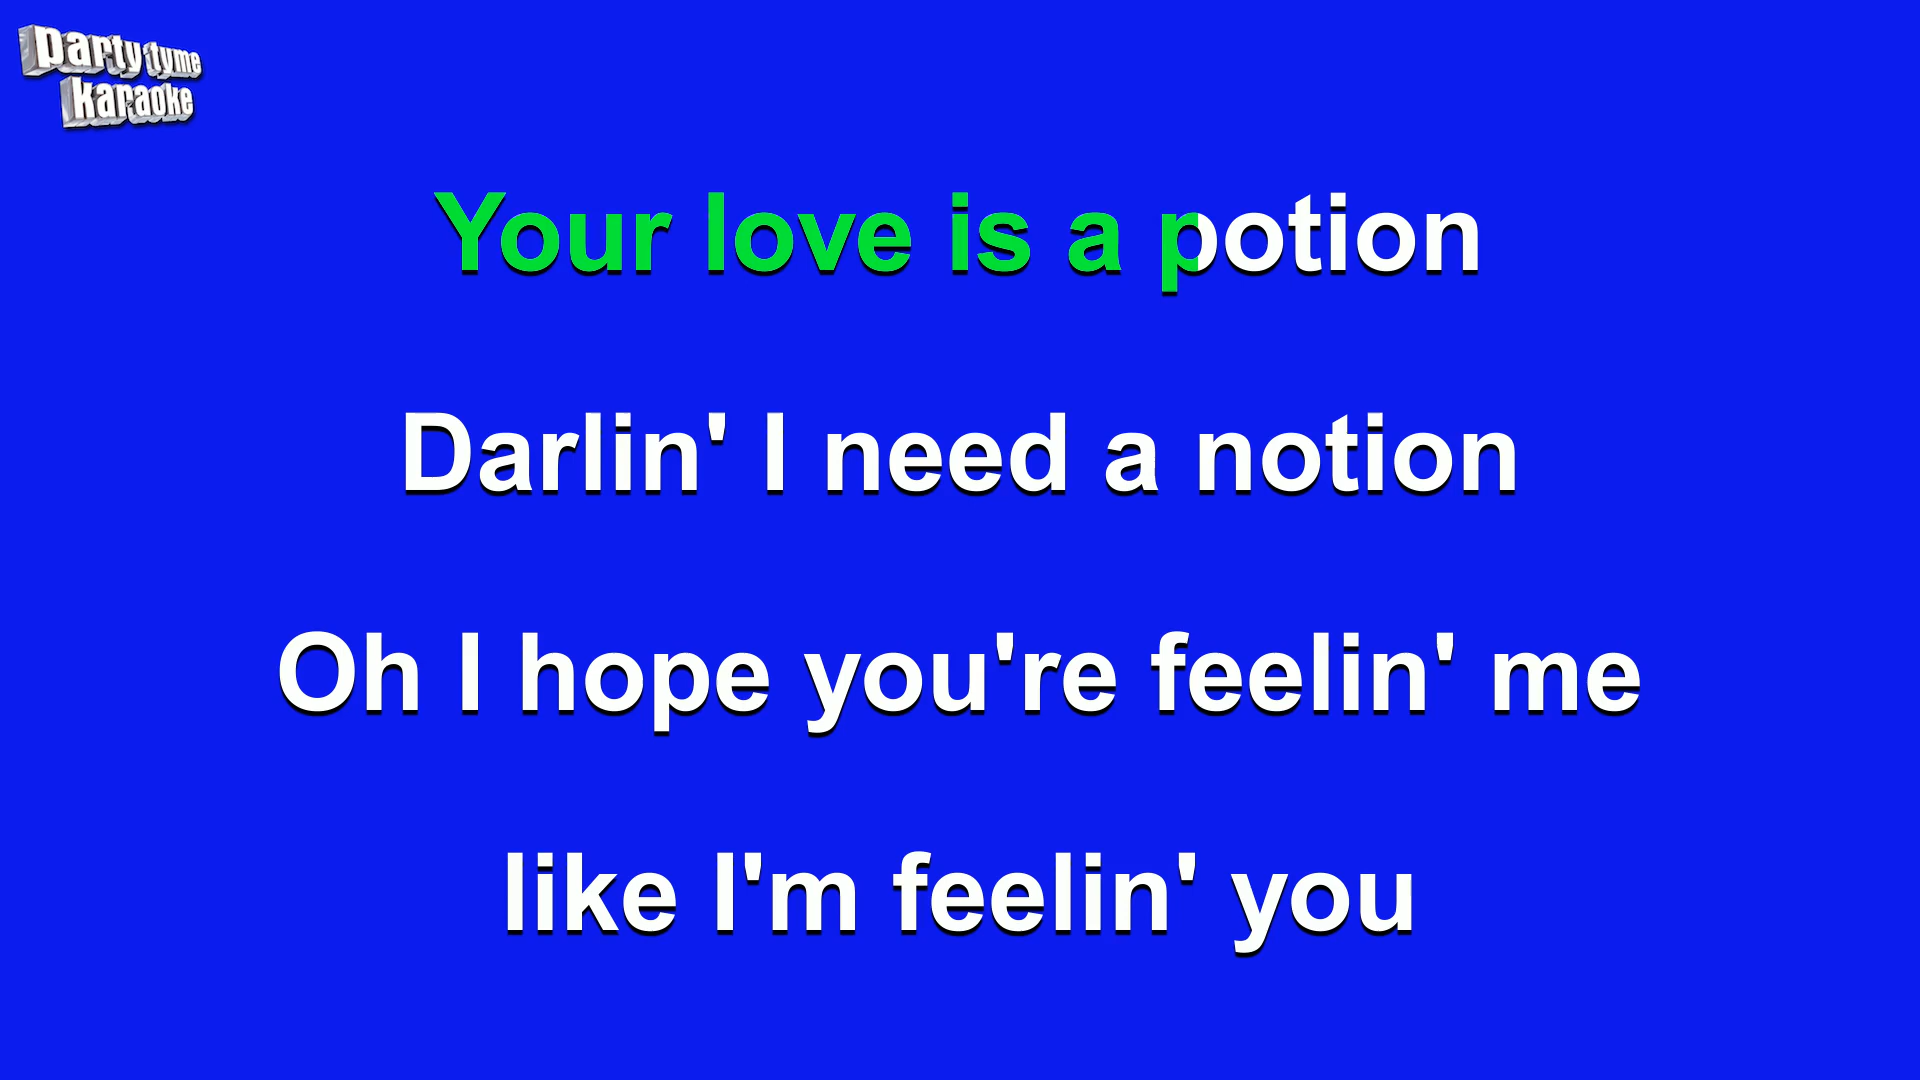 party tyme
karaoke
Your love is a potion
Darlin' I need a notion
Oh I hope you're feelin' me
like I'm feelin' you